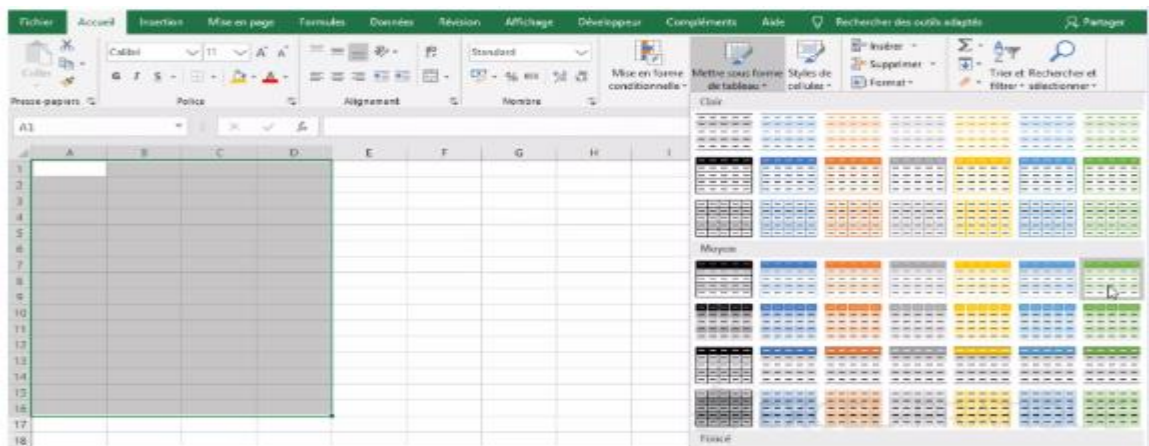 Fichier Accueil Insertion Mise en page Formules Données Révision Affichage Développeur Compléments Aide Rechercher des outils adaptés Partager
Calibri 11 A A Standard
Coller
G I S
Mise en forme conditionnelle
Mettre sous forme de tableau
Styles de cellules
Insérer
Supprimer
Format
Trier et filtrer
Rechercher et sélectionner
Presse-papiers Police Alignement Nombre
A1 fx
A B C D E F G H I
1
2
3
4
5
6
7
8
9
10
11
12
13
14
15
16
17
18
Clair
Moyen
Foncé